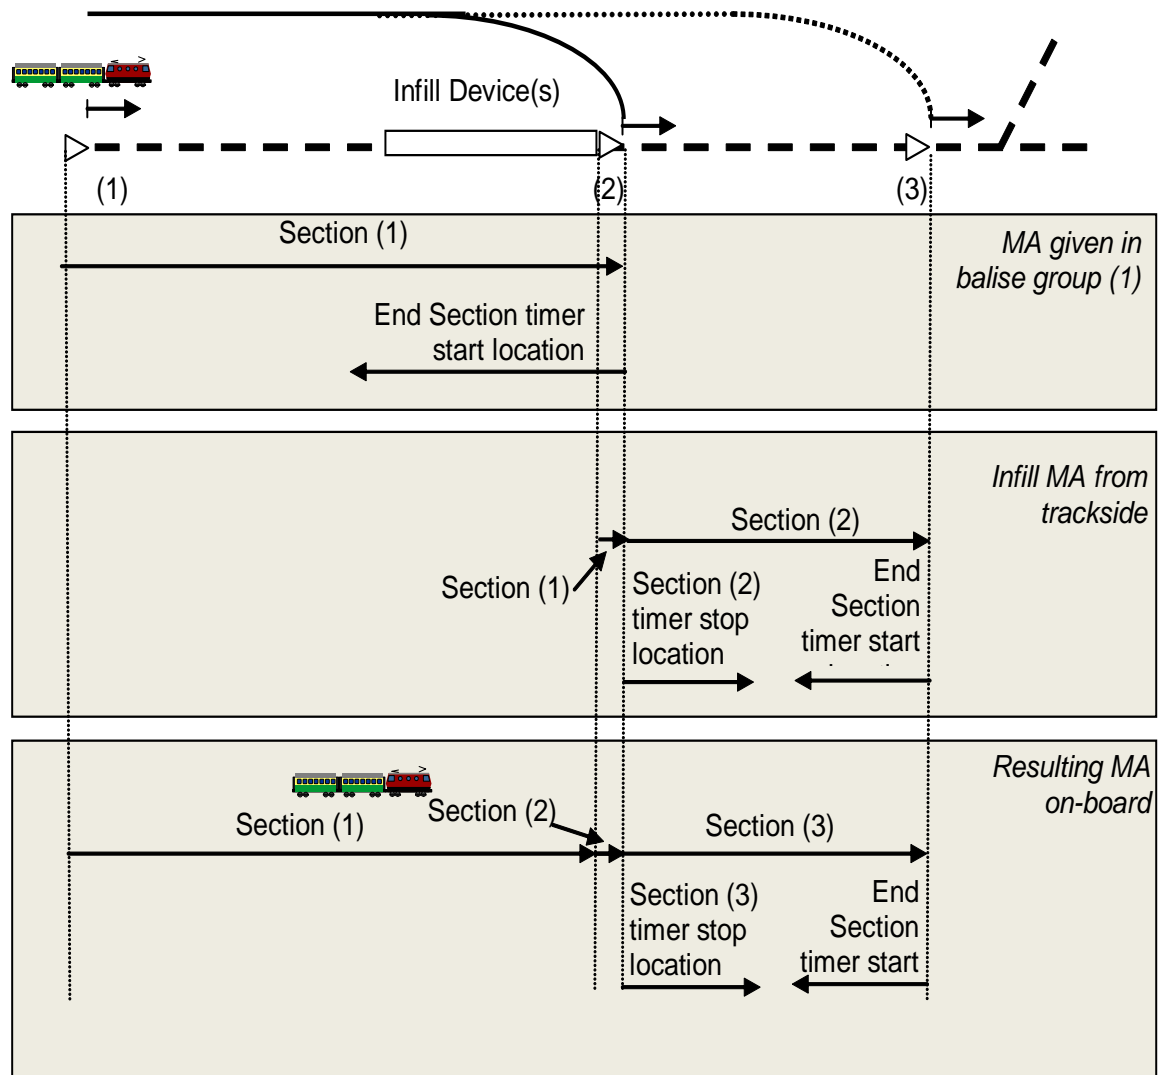 Infill Device(s)
(1)
(2)
(3)
Section (1)
MA given in
balise group (1)
End Section timer
start location
Infill MA from
trackside
Section (2)
Section (1)
Section (2)
timer stop
location
End
Section
timer start
Resulting MA
on-board
Section (1)
Section (2)
Section (3)
Section (3)
timer stop
location
End
Section
timer start